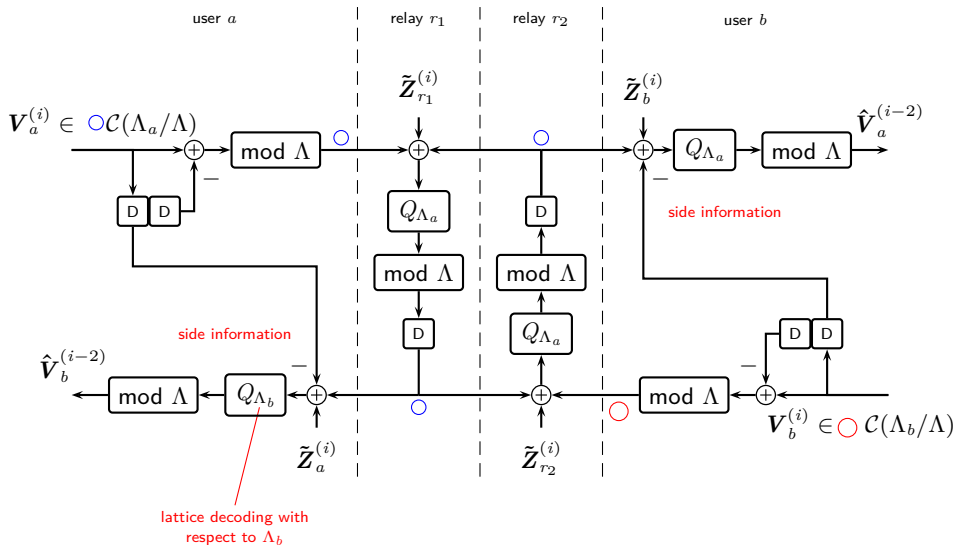 user a
relay r₁
relay r₂
user b
Z̃_{r₁}^{(i)}
Z̃_b^{(i)}
V_a^{(i)} ∈ C(Λ_a/Λ)
V̂_a^{(i−2)}
mod Λ
Q_{Λ_a}
mod Λ
−
−
D D
Q_{Λ_a}
D
side information
mod Λ
mod Λ
side information
D
Q_{Λ_a}
D D
V̂_b^{(i−2)}
−
−
mod Λ
Q_{Λ_b}
mod Λ
Z̃_a^{(i)}
Z̃_{r₂}^{(i)}
V_b^{(i)} ∈ C(Λ_b/Λ)
lattice decoding with
respect to Λ_b